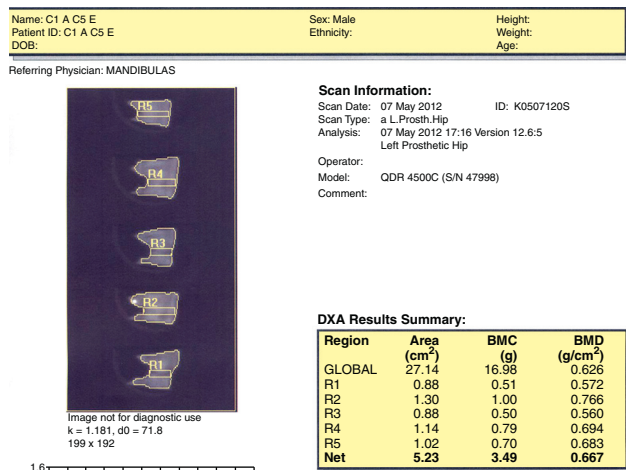 Name: C1 A C5 E Sex: Male Height:
Patient ID: C1 A C5 E Ethnicity: Weight:
DOB: Age:
Referring Physician: MANDIBULAS
R5
R4
R3
R2
R1
Image not for diagnostic use
k = 1.181, d0 = 71.8
199 x 192
1.6
Scan Information:
Scan Date: 07 May 2012 ID: K0507120S
Scan Type: a L.Prosth.Hip
Analysis: 07 May 2012 17:16 Version 12.6:5
Left Prosthetic Hip
Operator:
Model: QDR 4500C (S/N 47998)
Comment:
DXA Results Summary:
Region Area BMC BMD
(cm²) (g) (g/cm²)
GLOBAL 27.14 16.98 0.626
R1 0.88 0.51 0.572
R2 1.30 1.00 0.766
R3 0.88 0.50 0.560
R4 1.14 0.79 0.694
R5 1.02 0.70 0.683
Net 5.23 3.49 0.667